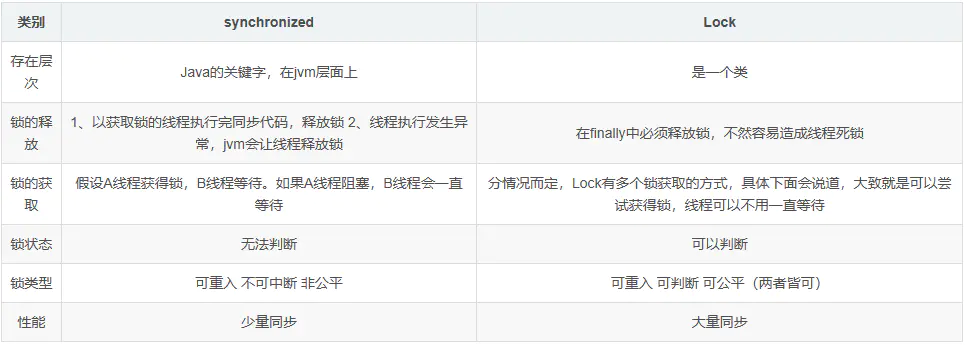 类别 synchronized Lock
存在层
次
Java的关键字，在jvm层面上
是一个类
锁的释
放
1、以获取锁的线程执行完同步代码，释放锁 2、线程执行发生异
常，jvm会让线程释放锁
在finally中必须释放锁，不然容易造成线程死锁
锁的获
取
假设A线程获得锁，B线程等待。如果A线程阻塞，B线程会一直
等待
分情况而定，Lock有多个锁获取的方式，具体下面会说道，大致就是可以尝
试获得锁，线程可以不用一直等待
锁状态 无法判断 可以判断
锁类型 可重入 不可中断 非公平 可重入 可判断 可公平（两者皆可）
性能 少量同步 大量同步